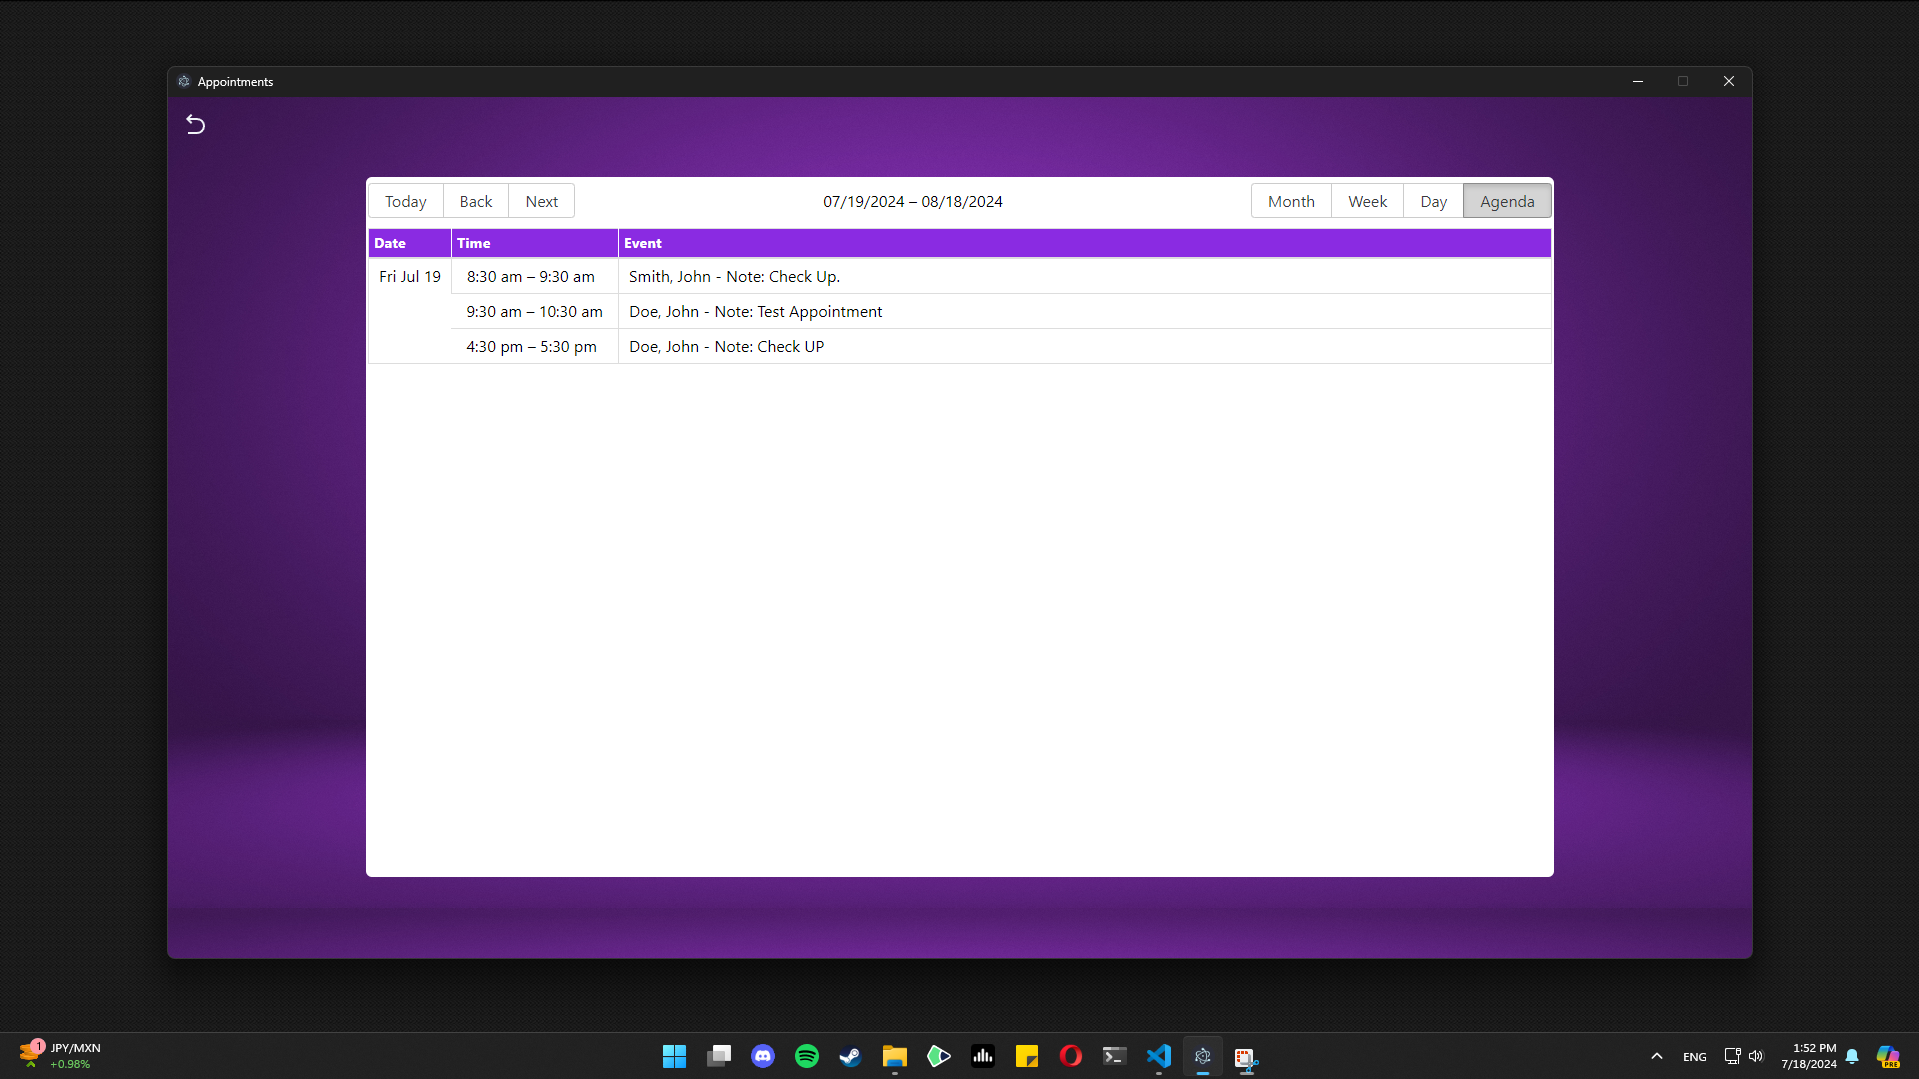 Appointments
Today Back Next 07/19/2024 – 08/18/2024 Month Week Day Agenda
Date Time Event
Fri Jul 19 8:30 am – 9:30 am Smith, John - Note: Check Up.
9:30 am – 10:30 am Doe, John - Note: Test Appointment
4:30 pm – 5:30 pm Doe, John - Note: Check UP
1 JPY/MXN
+0.98%
ENG
1:52 PM
7/18/2024
PRE